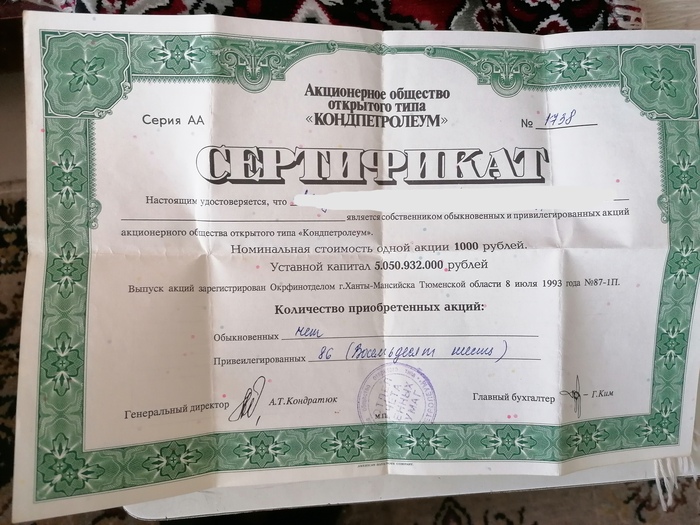 Акционерное общество
открытого типа
«КОНДПЕТРОЛЕУМ»
Серия АА № 1738
СЕРТИФИКАТ
Настоящим удостоверяется, что
является собственником обыкновенных и привилегированных акций
акционерного общества открытого типа «Кондпетролеум».
Номинальная стоимость одной акции 1000 рублей.
Уставной капитал 5.050.932.000 рублей
Выпуск акций зарегистрирован Окрфинотделом г.Ханты-Мансийска Тюменской области 8 июля 1993 года №87-1П.
Количество приобретенных акций:
Обыкновенных нет
Привеилегированных 86 (Восемьдесят шесть)
Генеральный директор А.Т.Кондратюк
Главный бухгалтер Г.Ким